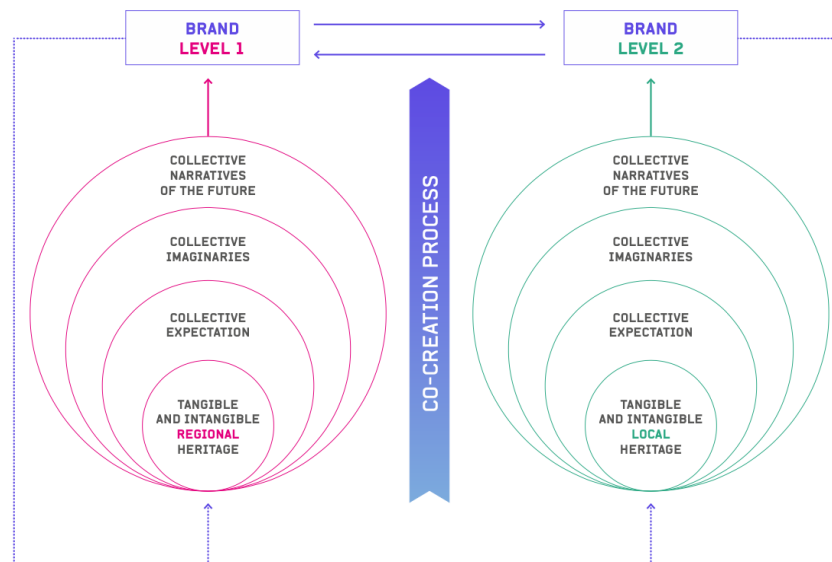 BRAND
LEVEL 1
BRAND
LEVEL 2
COLLECTIVE
NARRATIVES
OF THE FUTURE
COLLECTIVE
IMAGINARIES
COLLECTIVE
EXPECTATION
TANGIBLE
AND INTANGIBLE
REGIONAL
HERITAGE
CO-CREATION PROCESS
COLLECTIVE
NARRATIVES
OF THE FUTURE
COLLECTIVE
IMAGINARIES
COLLECTIVE
EXPECTATION
TANGIBLE
AND INTANGIBLE
LOCAL
HERITAGE